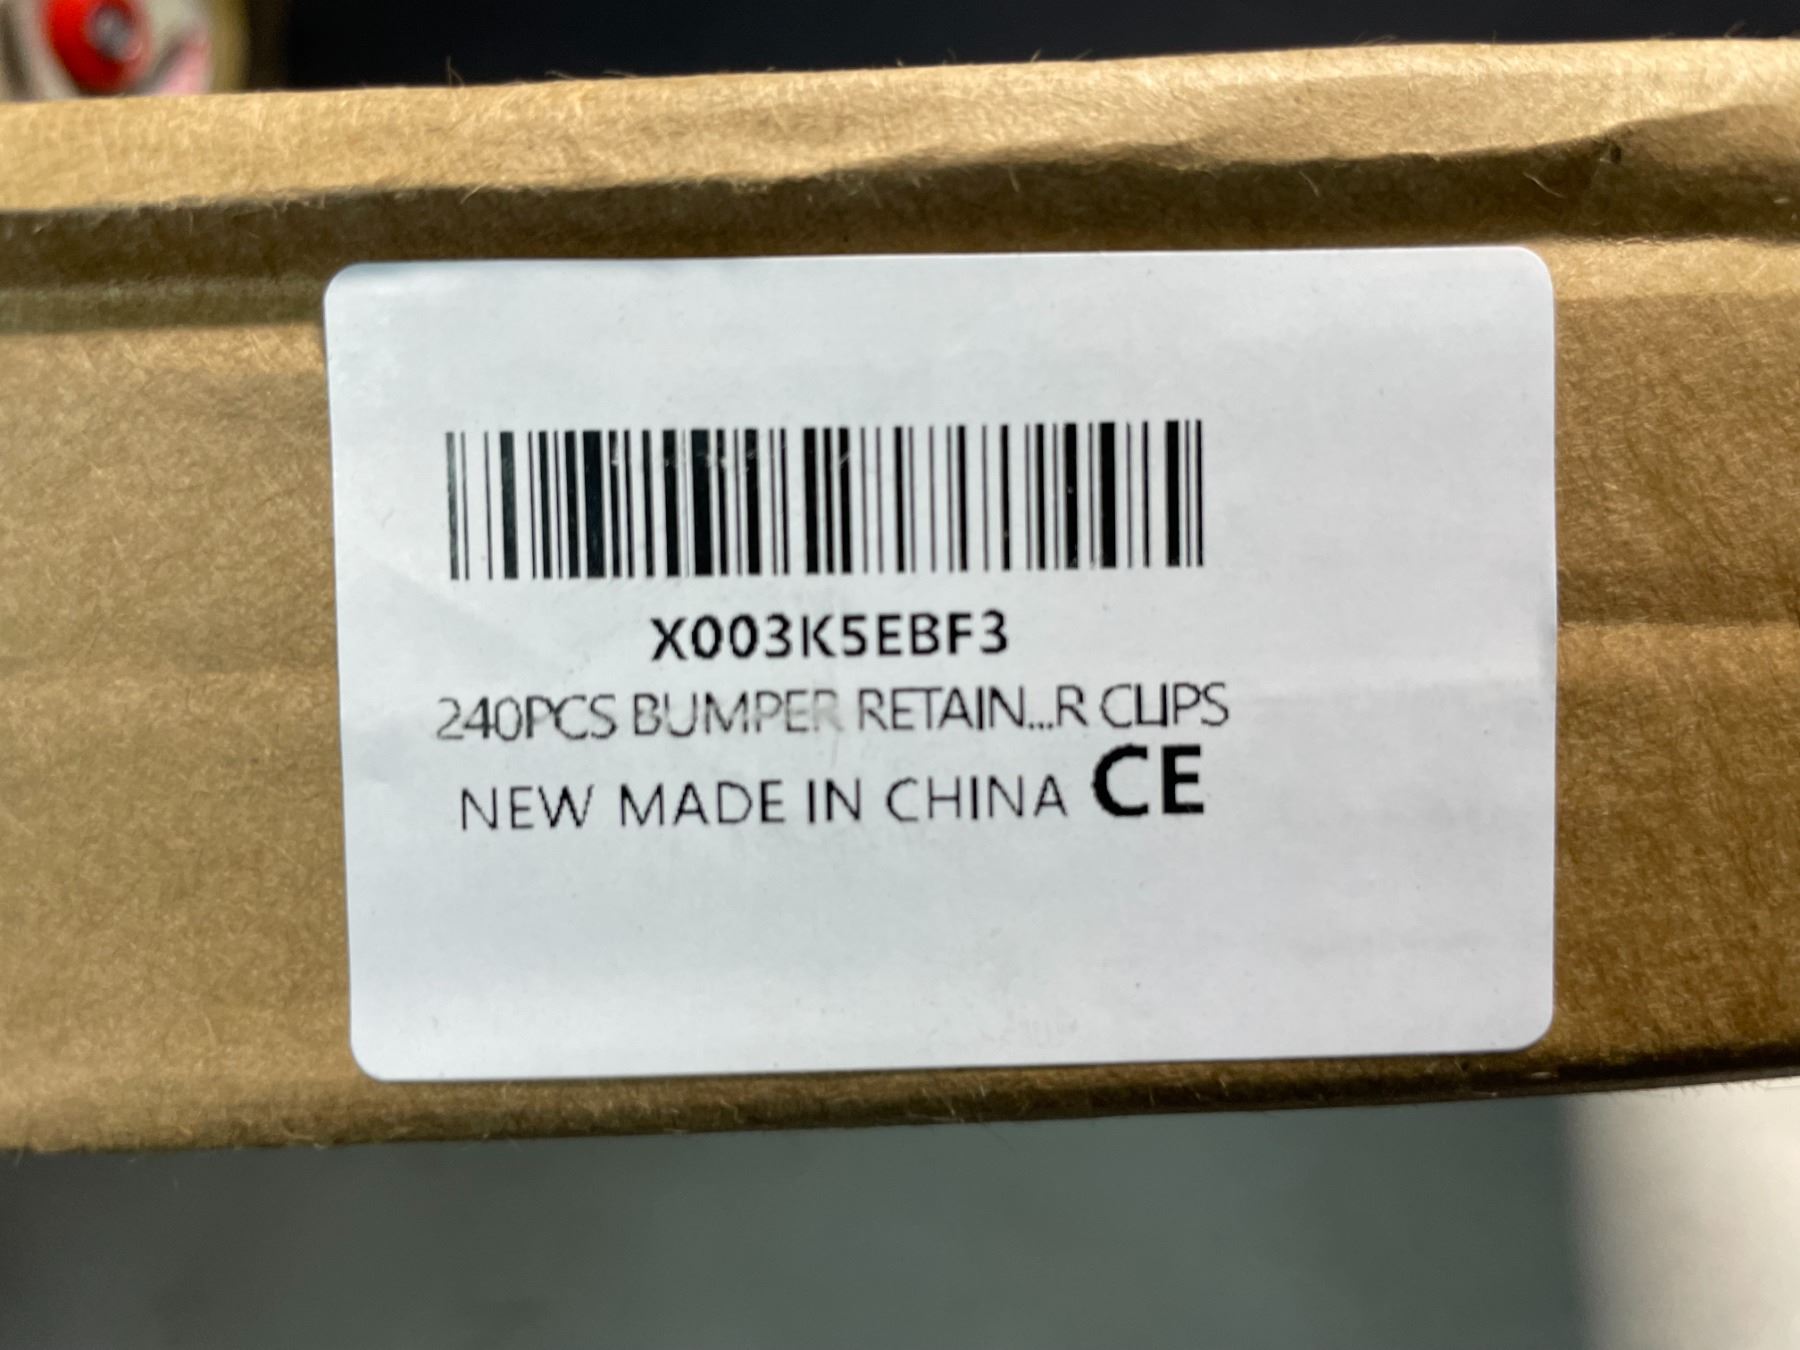 X003K5EBF3
240PCS BUMPER RETAIN...R CLIPS
NEW MADE IN CHINA CE